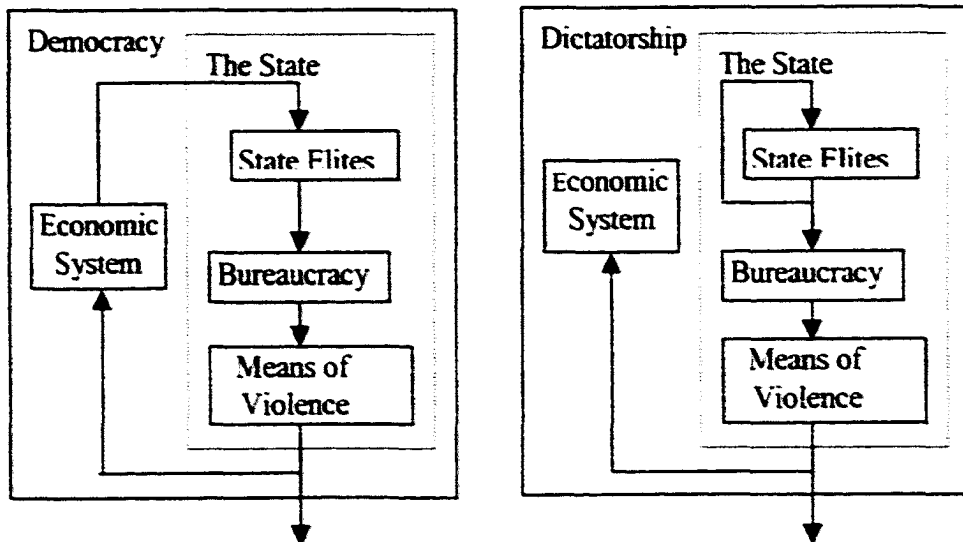 Democracy
The State
State Elites
Economic
System
Bureaucracy
Means of
Violence
Dictatorship
The State
State Elites
Economic
System
Bureaucracy
Means of
Violence